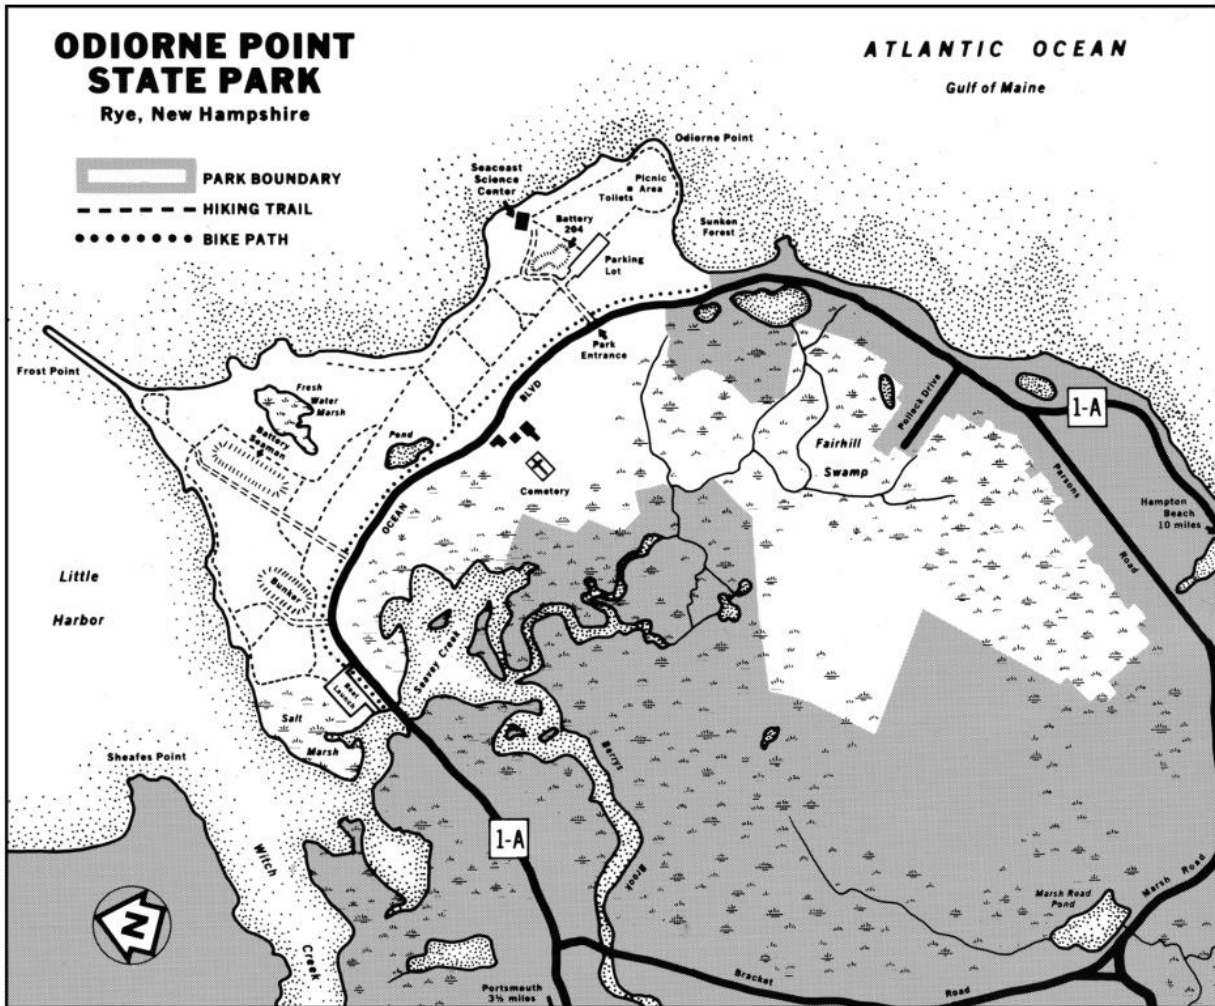 ODIORNE POINT
STATE PARK
Rye, New Hampshire
ATLANTIC OCEAN
Gulf of Maine
PARK BOUNDARY
HIKING TRAIL
BIKE PATH
Odiorne Point
Seacoast
Science
Center
Picnic
Area
Toilets
Battery
204
Sunken
Forest
Parking
Lot
Park
Entrance
Frost Point
Fresh
Water
Marsh
Battery
Seaman
Pond
BLVD
OCEAN
Cemetery
Pollock Drive
1-A
Fairhill
Swamp
Parsons
Road
Hampton
Beach
10 miles
Little
Harbor
Bunker
Seavey Creek
Boat
Launch
Salt
Marsh
Sheafes Point
Berrys
Brook
1-A
Witch
Creek
N
Marsh Road
Pond
Marsh Road
Bracket
Road
Portsmouth
3½ miles